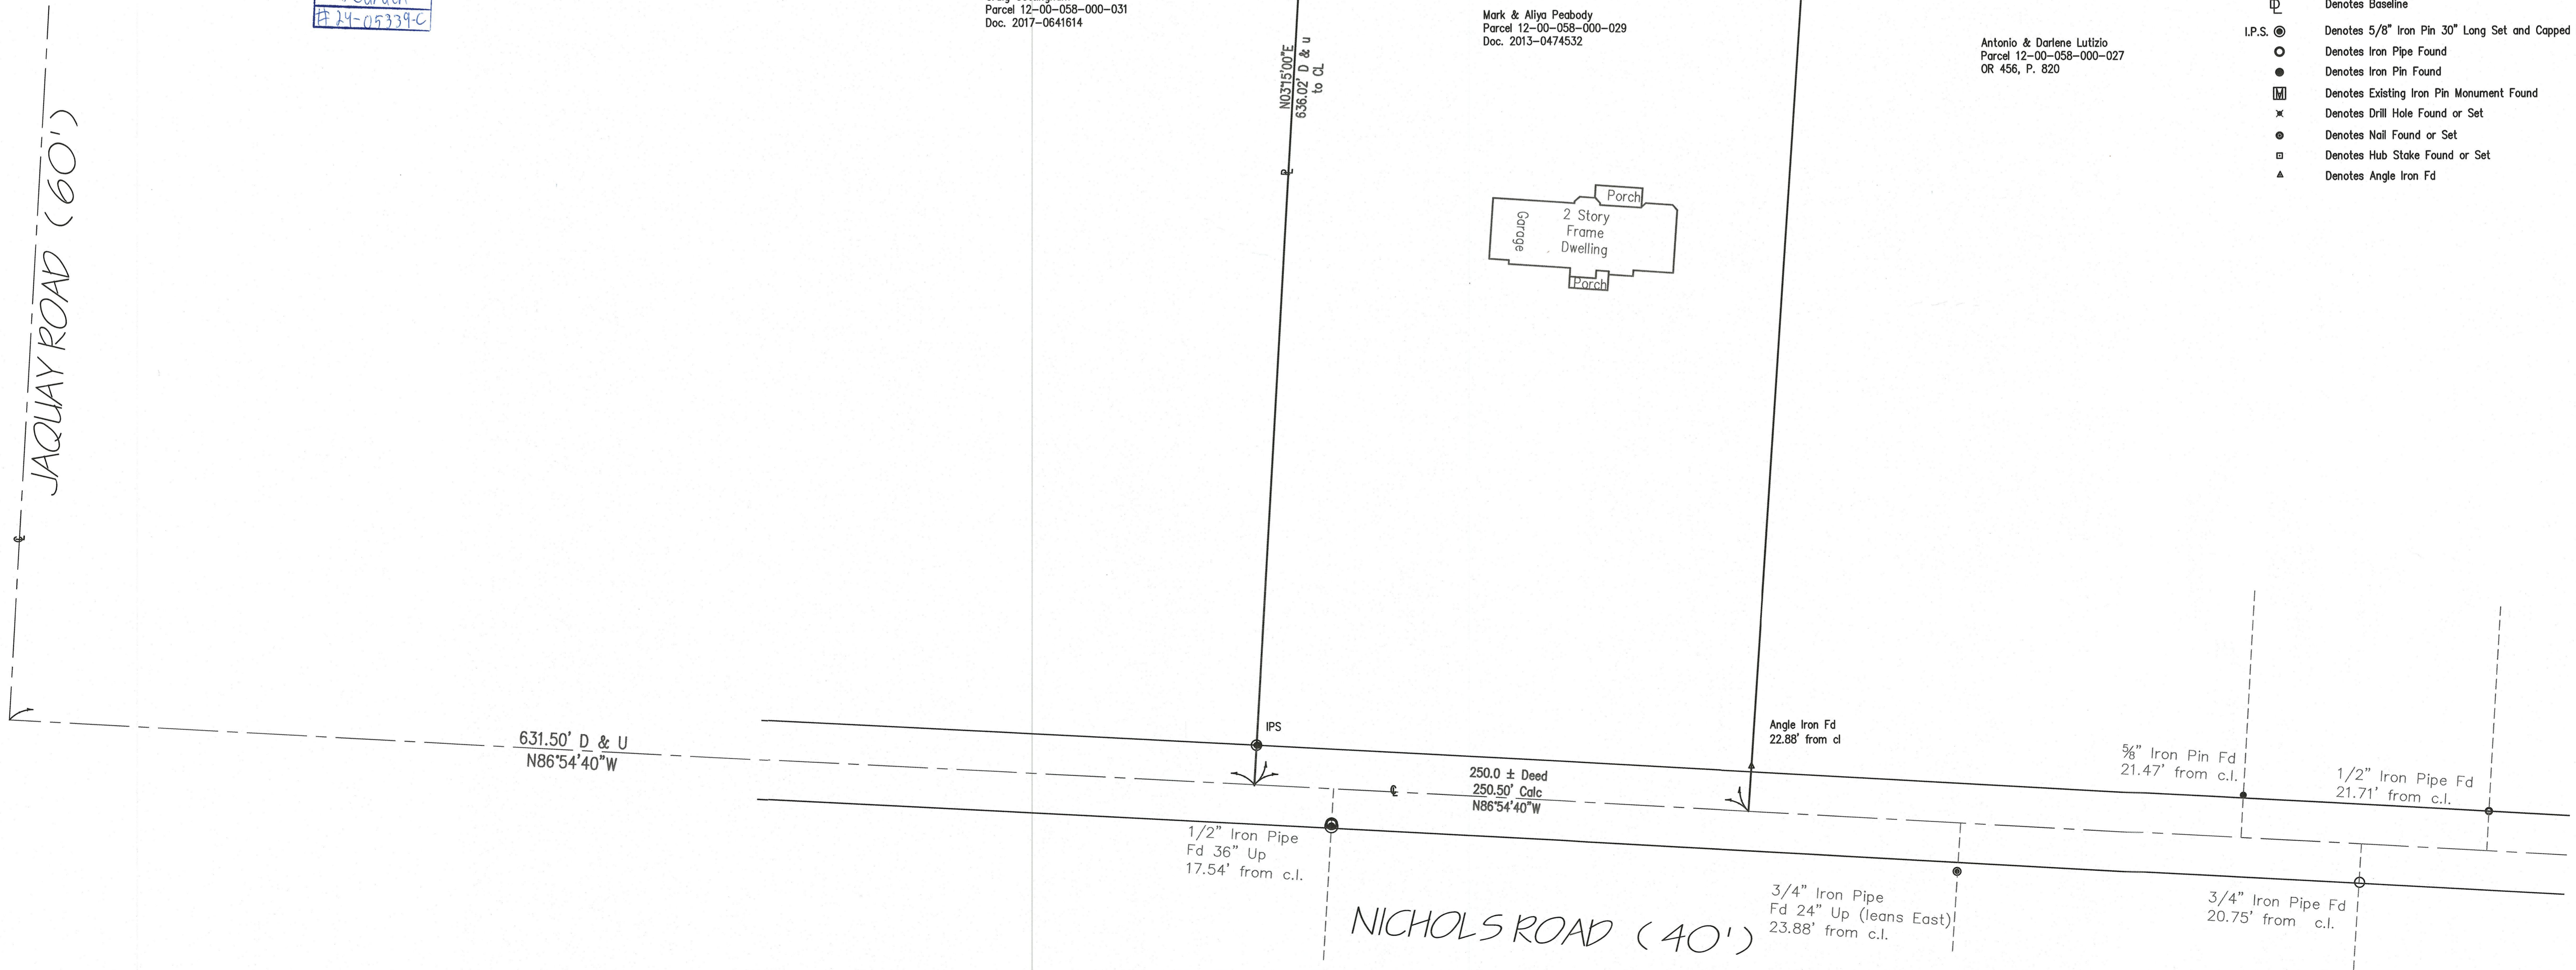 #24-05339-C
Parcel 12-00-058-000-031
Doc. 2017-0641614
N03°15'00"E
636.02' D & u
to CL
PL
Mark & Aliya Peabody
Parcel 12-00-058-000-029
Doc. 2013-0474532
Antonio & Darlene Lutizio
Parcel 12-00-058-000-027
OR 456, P. 820
Denotes Baseline
I.P.S. Denotes 5/8" Iron Pin 30" Long Set and Capped
Denotes Iron Pipe Found
Denotes Iron Pin Found
M Denotes Existing Iron Pin Monument Found
Denotes Drill Hole Found or Set
Denotes Nail Found or Set
Denotes Hub Stake Found or Set
Denotes Angle Iron Fd
JAQUAY ROAD (60')
Porch
Garage
2 Story
Frame
Dwelling
Porch
IPS
Angle Iron Fd
22.88' from cl
631.50' D & U
N86°54'40"W
250.0 ± Deed
250.50' Calc
N86°54'40"W
5/8" Iron Pin Fd
21.47' from c.l.
1/2" Iron Pipe Fd
21.71' from c.l.
1/2" Iron Pipe
Fd 36" Up
17.54' from c.l.
NICHOLS ROAD (40')
3/4" Iron Pipe
Fd 24" Up (leans East)
23.88' from c.l.
3/4" Iron Pipe Fd
20.75' from c.l.